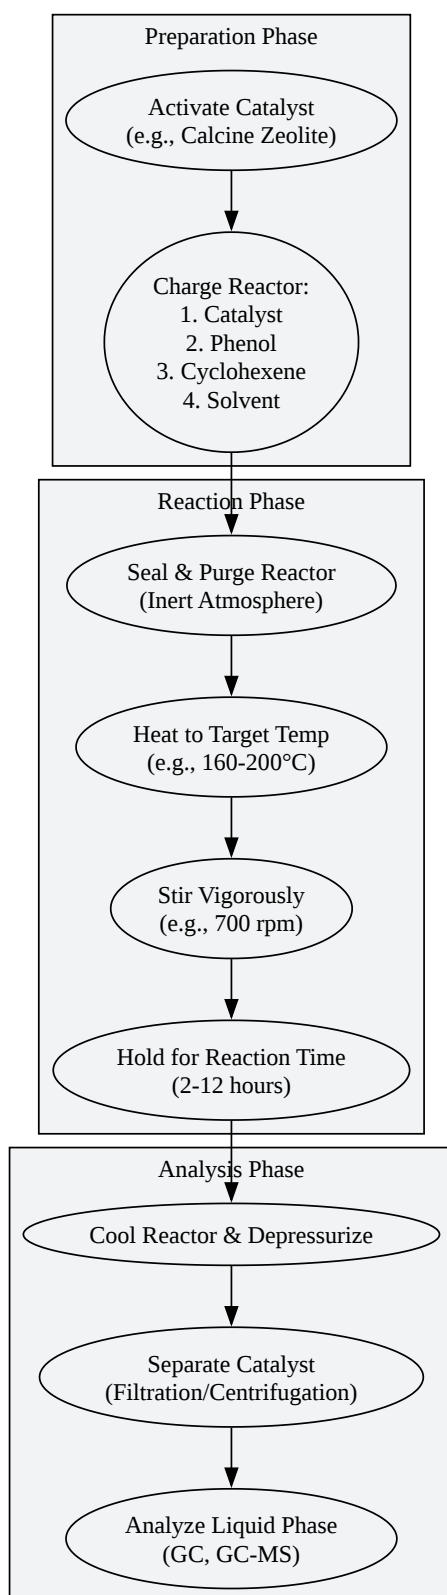 Preparation Phase
Activate Catalyst
(e.g., Calcine Zeolite)
Charge Reactor:
1. Catalyst
2. Phenol
3. Cyclohexene
4. Solvent
Reaction Phase
Seal & Purge Reactor
(Inert Atmosphere)
Heat to Target Temp
(e.g., 160-200°C)
Stir Vigorously
(e.g., 700 rpm)
Hold for Reaction Time
(2-12 hours)
Analysis Phase
Cool Reactor & Depressurize
Separate Catalyst
(Filtration/Centrifugation)
Analyze Liquid Phase
(GC, GC-MS)